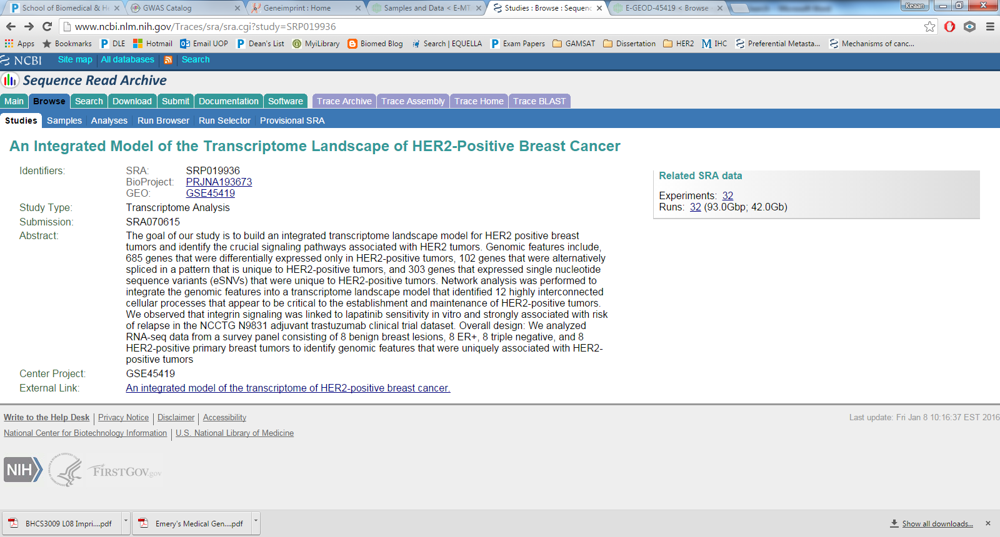 School of Biomedical & He
GWAS Catalog
Geneimprint : Home
Samples and Data < E-MT
Studies : Browse : Sequenc
E-GEOD-45419 < Browse
Keaan
www.ncbi.nlm.nih.gov/Traces/sra/sra.cgi?study=SRP019936
Apps Bookmarks DLE Hotmail Email UOP Dean's List MyiLibrary Biomed Blog Search | EQUELLA Exam Papers GAMSAT Dissertation HER2 IHC Preferential Metasta... Mechanisms of canc...
NCBI Site map All databases Search
Sequence Read Archive
Main Browse Search Download Submit Documentation Software Trace Archive Trace Assembly Trace Home Trace BLAST
Studies Samples Analyses Run Browser Run Selector Provisional SRA
An Integrated Model of the Transcriptome Landscape of HER2-Positive Breast Cancer
Identifiers: SRA: SRP019936
BioProject: PRJNA193673
GEO: GSE45419
Study Type: Transcriptome Analysis
Submission: SRA070615
Abstract: The goal of our study is to build an integrated transcriptome landscape model for HER2 positive breast
tumors and identify the crucial signaling pathways associated with HER2 tumors. Genomic features include,
685 genes that were differentially expressed only in HER2-positive tumors, 102 genes that were alternatively
spliced in a pattern that is unique to HER2-positive tumors, and 303 genes that expressed single nucleotide
sequence variants (eSNVs) that were unique to HER2-positive tumors. Network analysis was performed to
integrate the genomic features into a transcriptome landscape model that identified 12 highly interconnected
cellular processes that appear to be critical to the establishment and maintenance of HER2-positive tumors.
We observed that integrin signaling was linked to lapatinib sensitivity in vitro and strongly associated with risk
of relapse in the NCCTG N9831 adjuvant trastuzumab clinical trial dataset. Overall design: We analyzed
RNA-seq data from a survey panel consisting of 8 benign breast lesions, 8 ER+, 8 triple negative, and 8
HER2-positive primary breast tumors to identify genomic features that were uniquely associated with HER2-
positive tumors
Center Project: GSE45419
External Link: An integrated model of the transcriptome of HER2-positive breast cancer.
Related SRA data
Experiments: 32
Runs: 32 (93.0Gbp; 42.0Gb)
Write to the Help Desk Privacy Notice Disclaimer Accessibility
National Center for Biotechnology Information U.S. National Library of Medicine
Last update: Fri Jan 8 10:16:37 EST 2016
NIH
FIRSTGOV.gov
BHCS3009 L08 Impri....pdf
Emery's Medical Gen....pdf
Show all downloads...